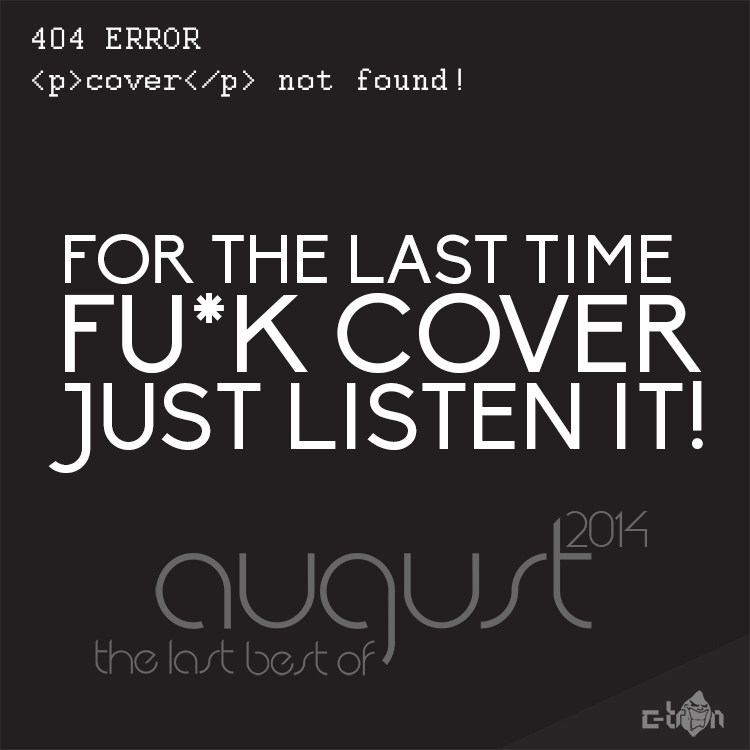 404 ERROR
<p>cover</p> not found!
FOR THE LAST TIME
FU*K COVER
JUST LISTEN IT!
2014
august
the last best of
c-tron